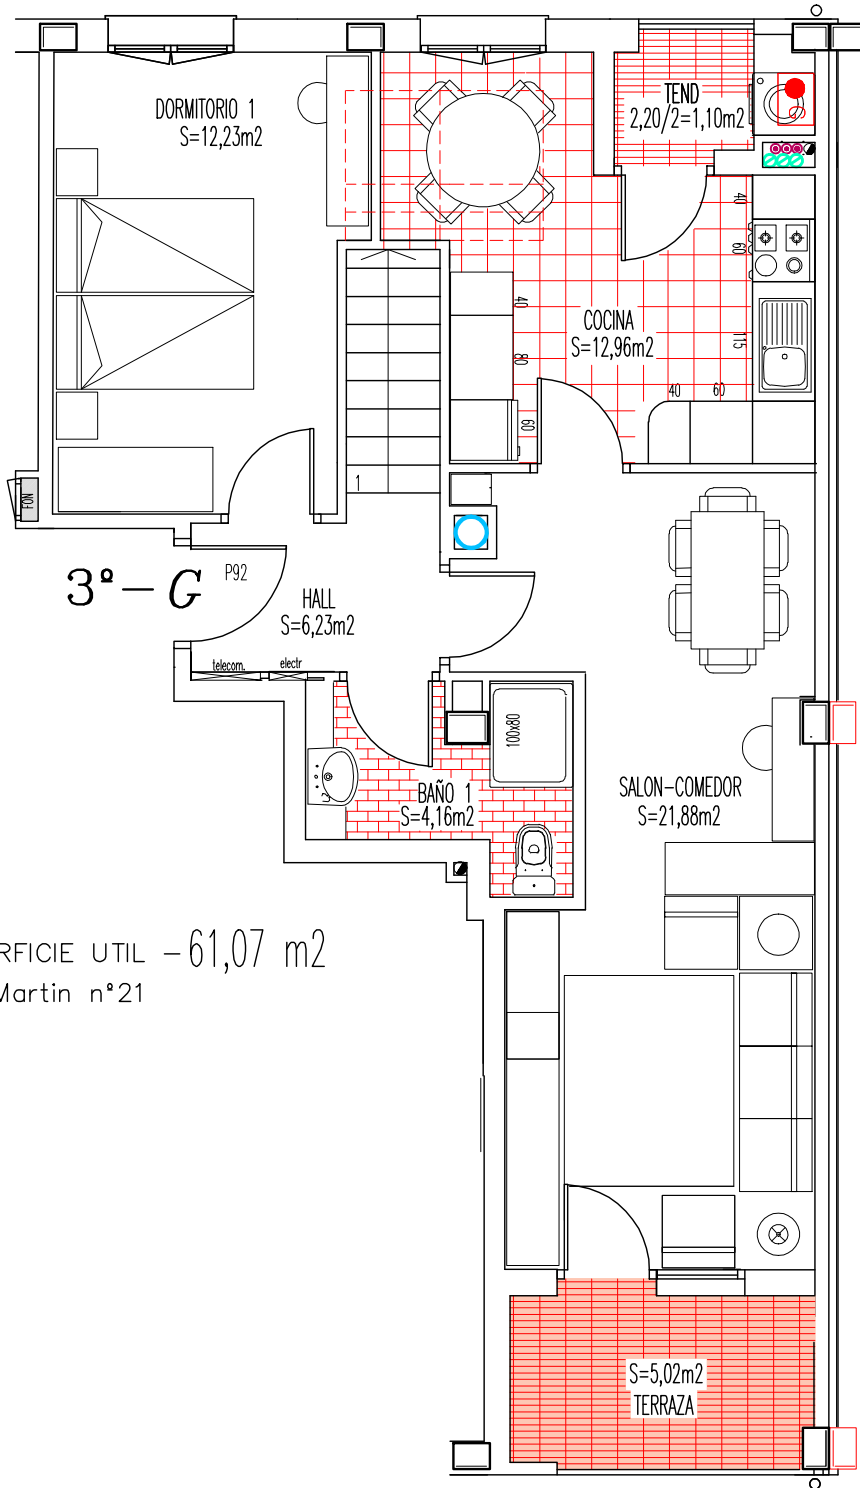 DORMITORIO 1
S=12,23m2
TEND
2,20/2=1,10m2
40
60
COCINA
S=12,96m2
115
40
80
60
40
60
1
FON
3º-G
P92
HALL
S=6,23m2
telecom.
electr
100x80
BAÑO 1
S=4,16m2
SALON-COMEDOR
S=21,88m2
RFICIE UTIL -61,07 m2
Martin nº21
S=5,02m2
TERRAZA